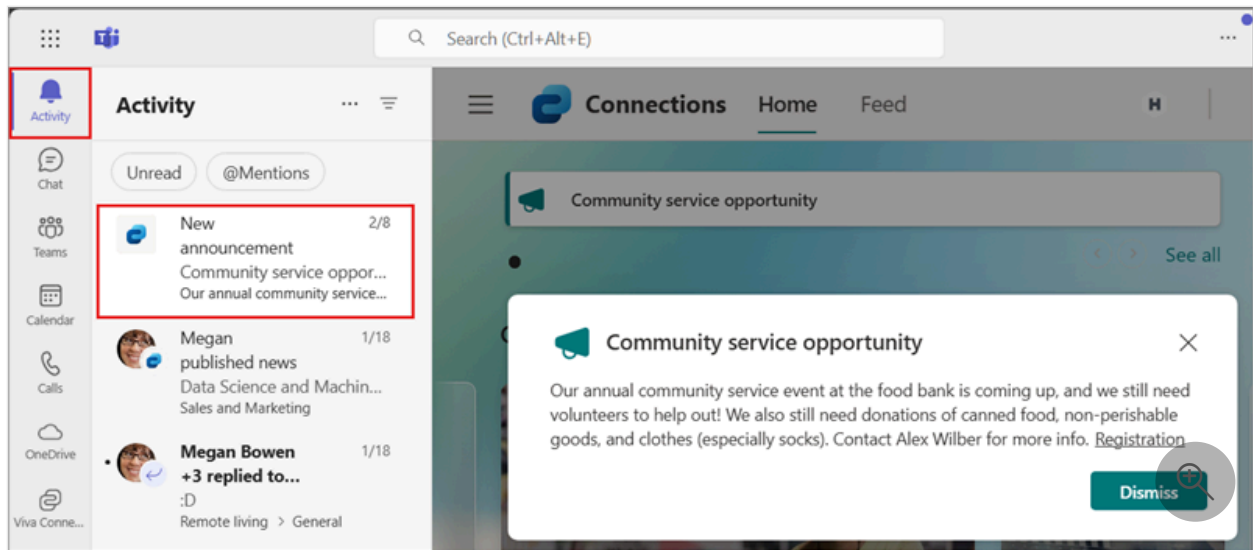 Search (Ctrl+Alt+E)
Activity
Chat
Teams
Calendar
Calls
OneDrive
Viva Conne...
Activity
Unread
@Mentions
New
2/8
announcement
Community service oppor...
Our annual community service...
Megan
1/18
published news
Data Science and Machin...
Sales and Marketing
Megan Bowen
1/18
+3 replied to...
:D
Remote living > General
Connections
Home
Feed
H
Community service opportunity
See all
Community service opportunity
Our annual community service event at the food bank is coming up, and we still need
volunteers to help out! We also still need donations of canned food, non-perishable
goods, and clothes (especially socks). Contact Alex Wilber for more info. Registration
Dismiss